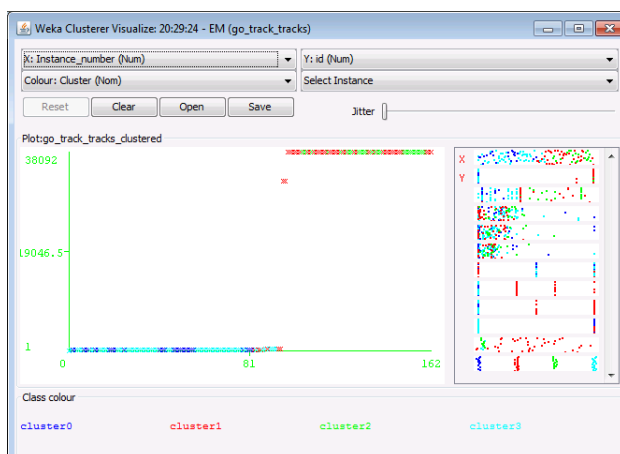 Weka Clusterer Visualize: 20:29:24 - EM (go_track_tracks)
X: Instance_number (Num) Y: id (Num)
Colour: Cluster (Nom) Select Instance
Reset Clear Open Save Jitter
Plot:go_track_tracks_clustered
38092
19046.5
1
0 81 162
X
Y
Class colour
cluster0 cluster1 cluster2 cluster3